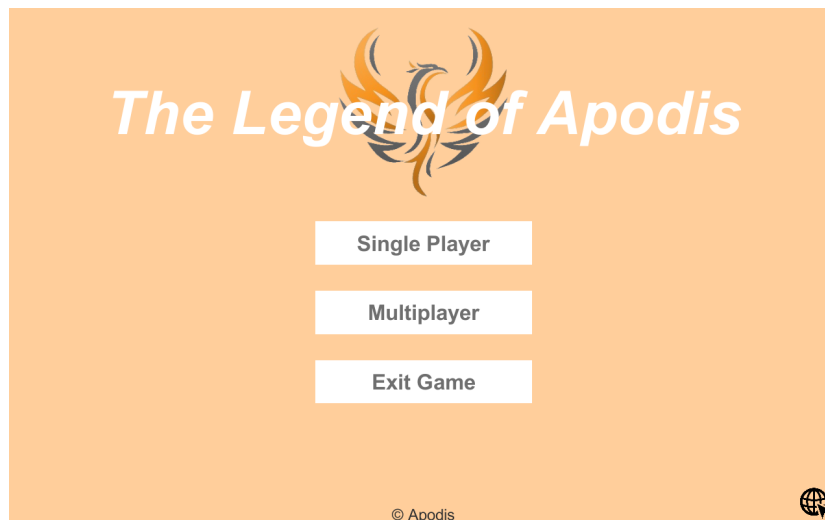 The Legend of Apodis
Single Player
Multiplayer
Exit Game
© Apodis